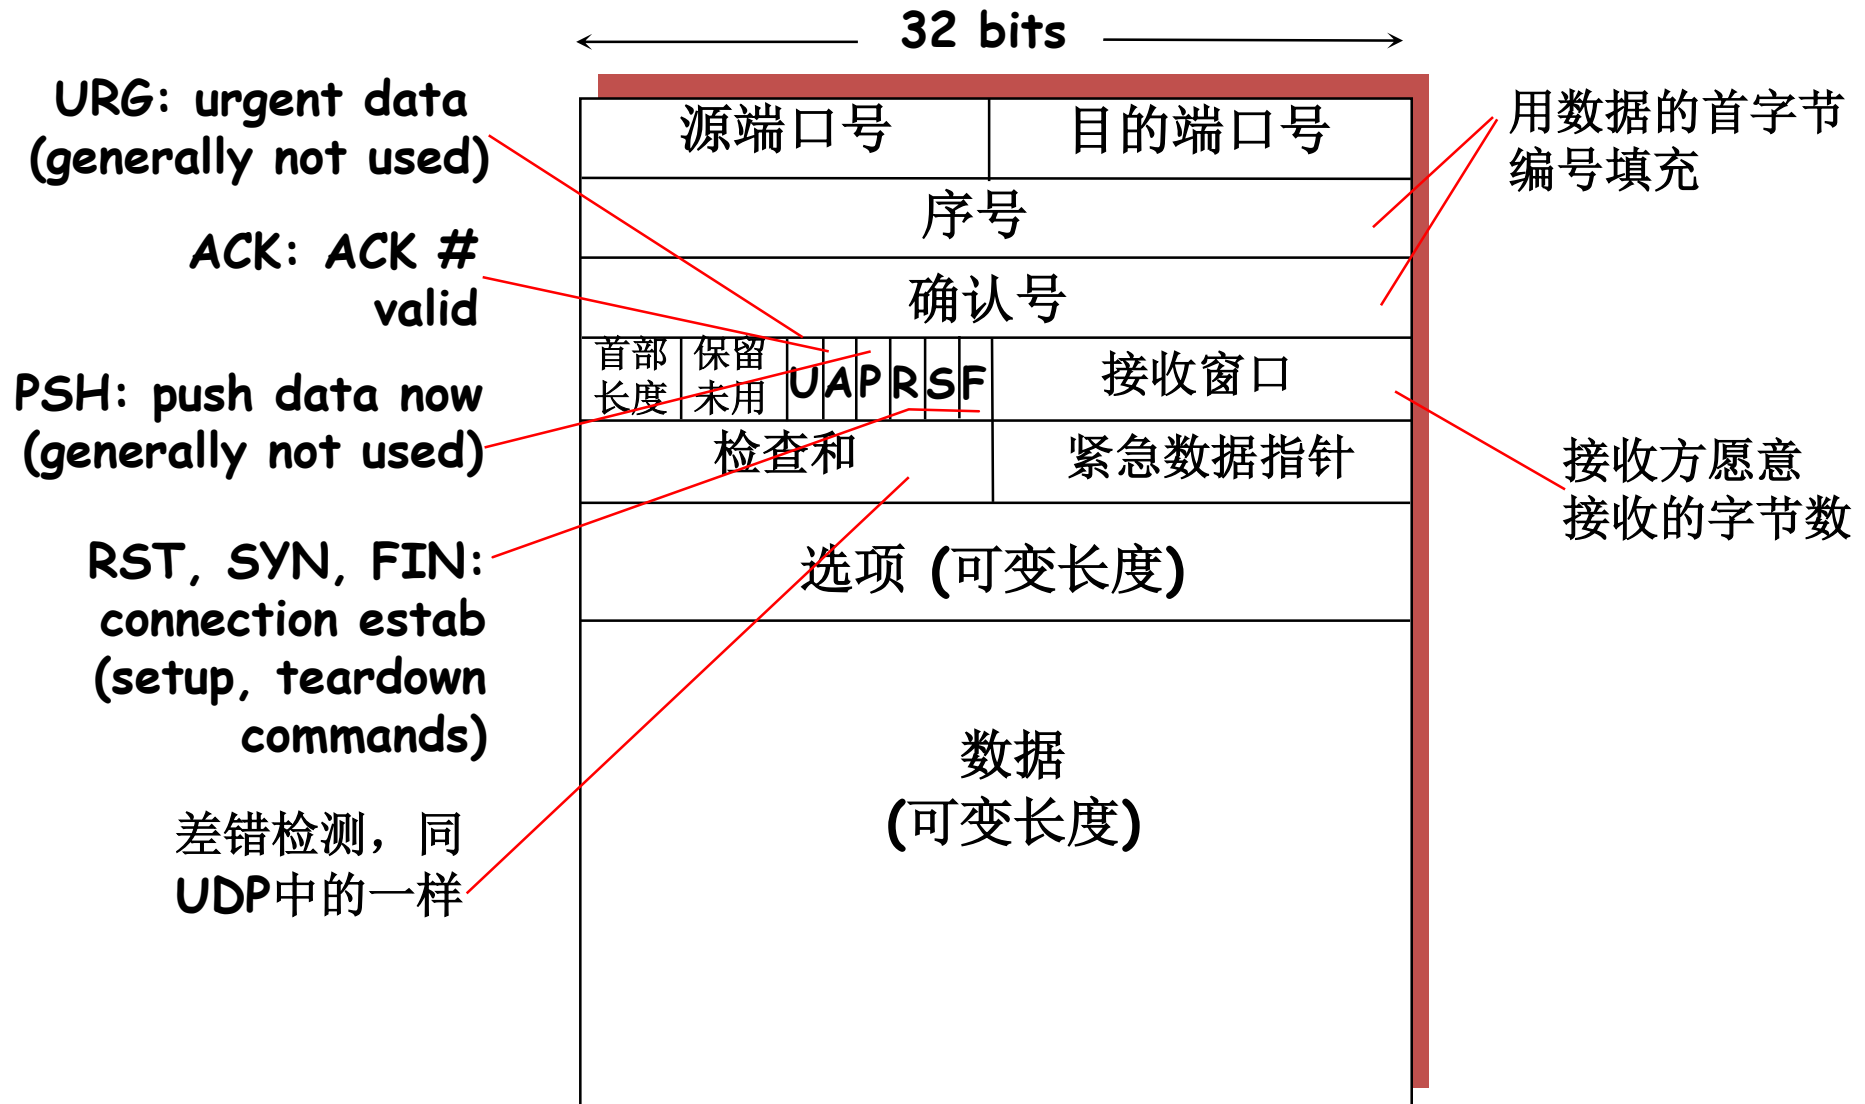 32 bits
URG: urgent data
(generally not used)
ACK: ACK #
valid
PSH: push data now
(generally not used)
RST, SYN, FIN:
connection estab
(setup, teardown
commands)
差错检测，同
UDP中的一样
源端口号
目的端口号
序号
确认号
首部
长度
保留
未用
U
A
P
R
S
F
接收窗口
检查和
紧急数据指针
选项 (可变长度)
数据
(可变长度)
用数据的首字节
编号填充
接收方愿意
接收的字节数